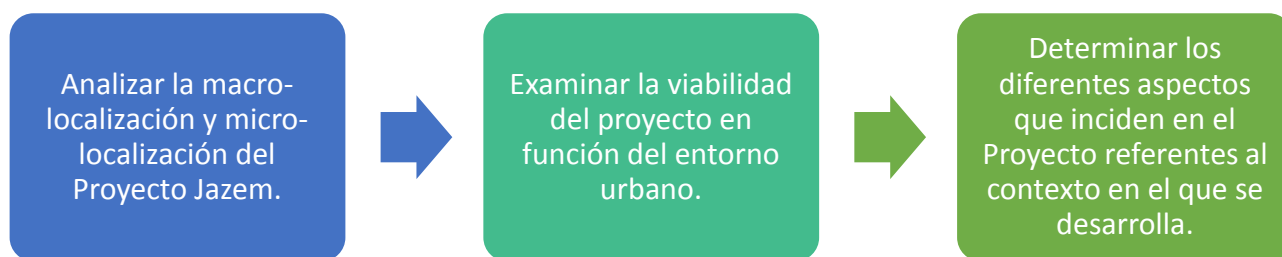 Analizar la macro-
localización y micro-
localización del
Proyecto Jazem.
Examinar la viabilidad
del proyecto en
función del entorno
urbano.
Determinar los
diferentes aspectos
que inciden en el
Proyecto referentes al
contexto en el que se
desarrolla.